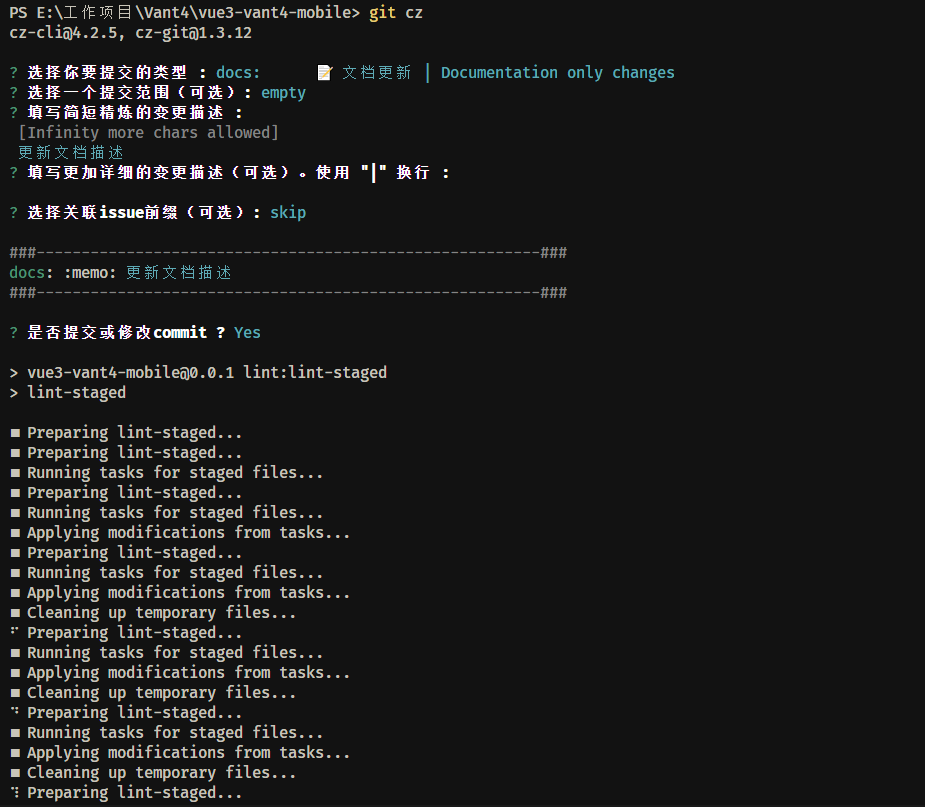 PS E:\工作项目\Vant4\vue3-vant4-mobile> git cz
cz-cli@4.2.5, cz-git@1.3.12
? 选择你要提交的类型 : docs: 📝 文档更新 | Documentation only changes
? 选择一个提交范围（可选）: empty
? 填写简短精炼的变更描述 :
[Infinity more chars allowed]
更新文档描述
? 填写更加详细的变更描述（可选）。使用 "|" 换行 :
? 选择关联issue前缀（可选）: skip
###--------------------------------------------------------###
docs: :memo: 更新文档描述
###--------------------------------------------------------###
? 是否提交或修改commit ? Yes
> vue3-vant4-mobile@0.0.1 lint:lint-staged
> lint-staged
■ Preparing lint-staged...
■ Preparing lint-staged...
■ Running tasks for staged files...
■ Preparing lint-staged...
■ Running tasks for staged files...
■ Applying modifications from tasks...
■ Preparing lint-staged...
■ Running tasks for staged files...
■ Applying modifications from tasks...
■ Cleaning up temporary files...
⠋ Preparing lint-staged...
■ Running tasks for staged files...
■ Applying modifications from tasks...
■ Cleaning up temporary files...
⠙ Preparing lint-staged...
■ Running tasks for staged files...
■ Applying modifications from tasks...
■ Cleaning up temporary files...
⠹ Preparing lint-staged...